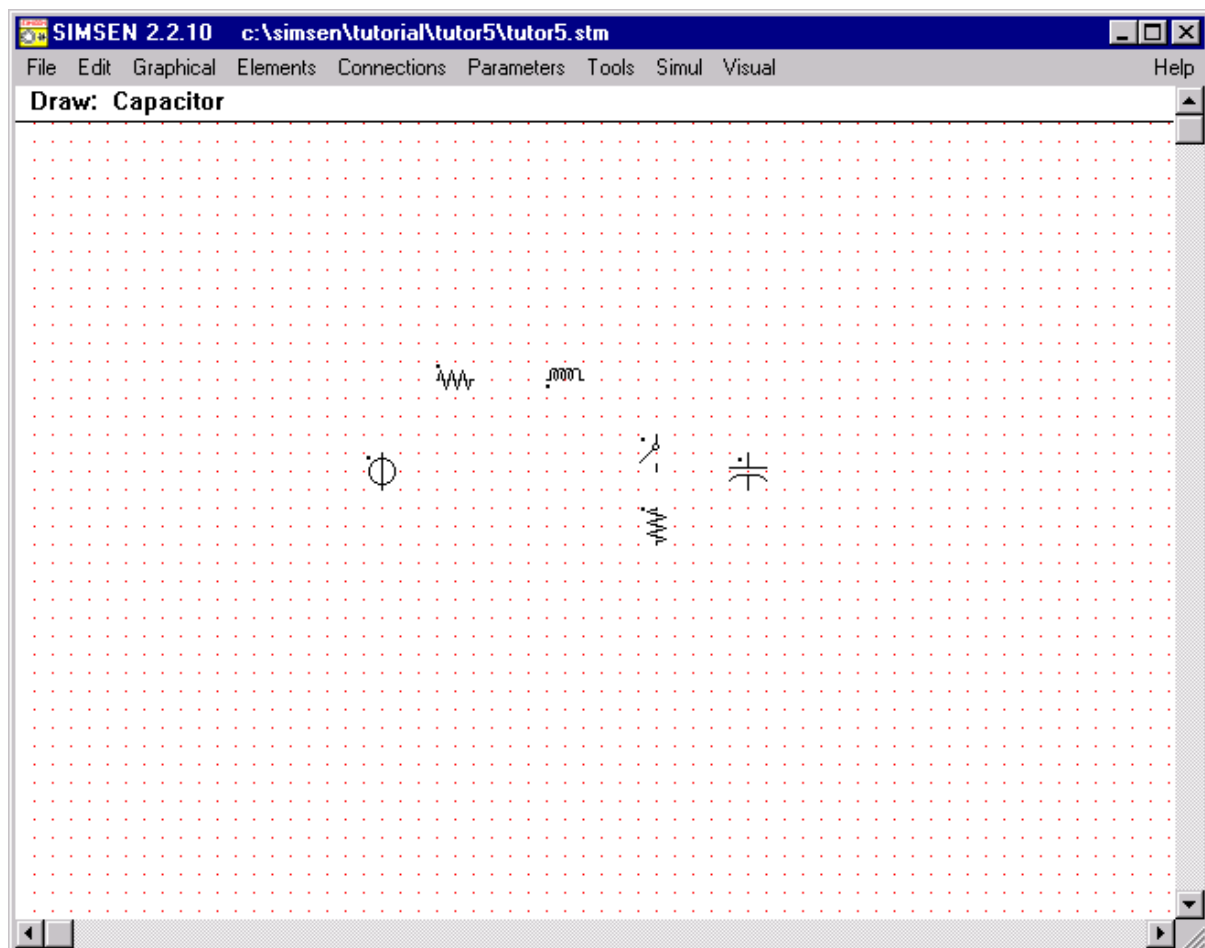 SIMSEN 2.2.10 c:\simsen\tutorial\tutor5\tutor5.stm
File Edit Graphical Elements Connections Parameters Tools Simul Visual Help
Draw: Capacitor